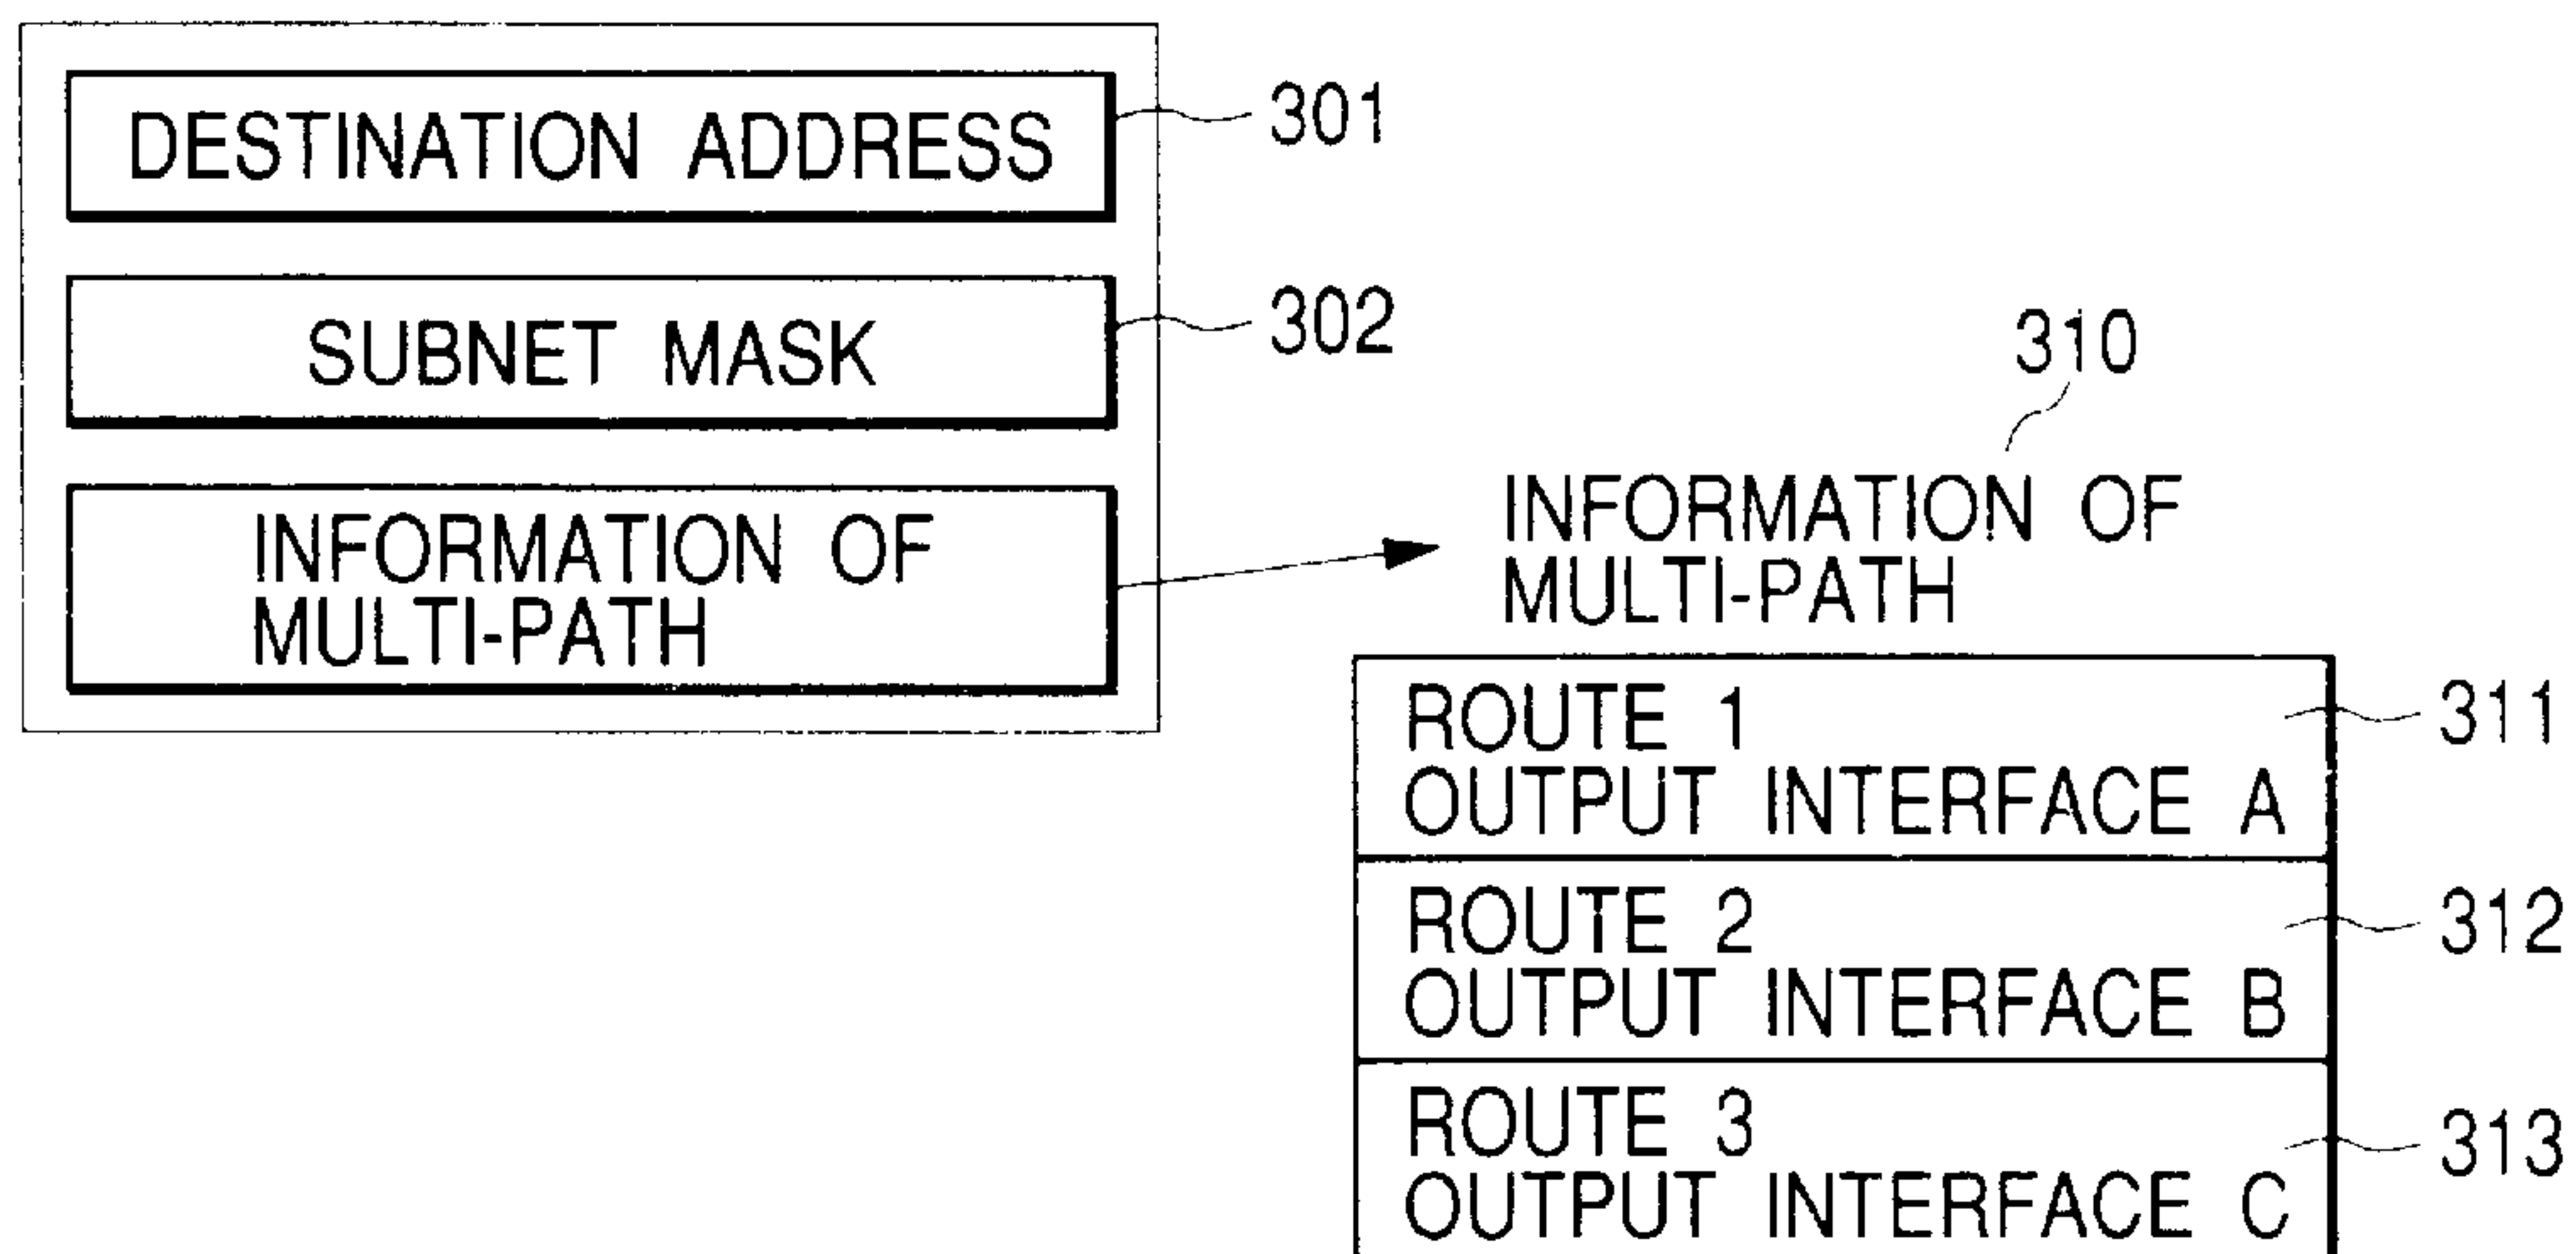 DESTINATION ADDRESS
301
SUBNET MASK
302
INFORMATION OF
MULTI-PATH
310
INFORMATION OF
MULTI-PATH
ROUTE 1
OUTPUT INTERFACE A
311
ROUTE 2
OUTPUT INTERFACE B
312
ROUTE 3
OUTPUT INTERFACE C
313